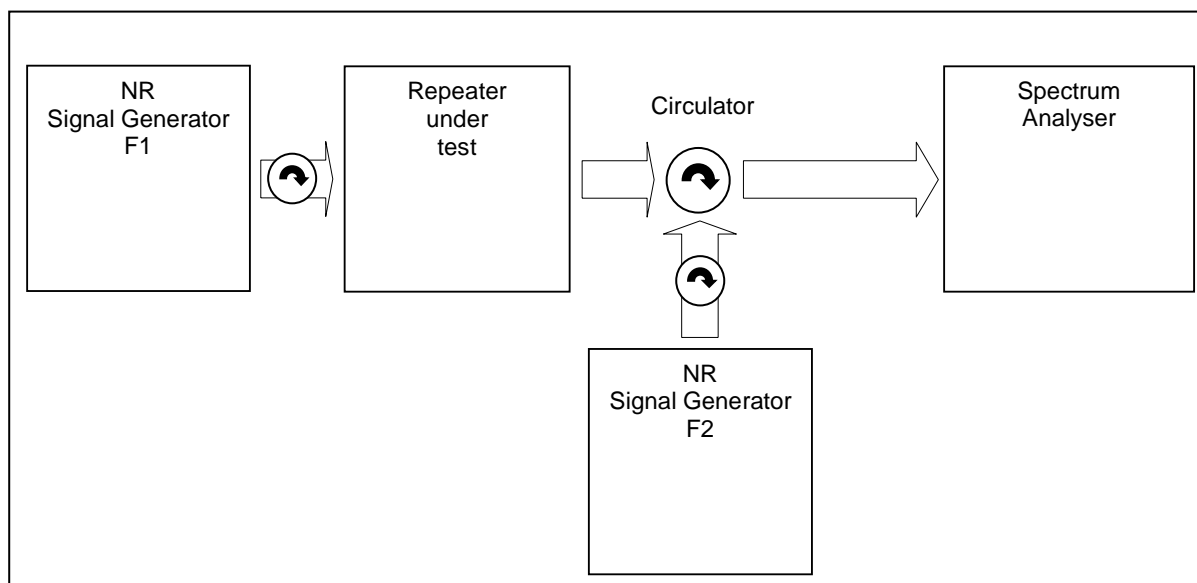 NR
Signal Generator
F1
Repeater
under
test
Circulator
Spectrum
Analyser
NR
Signal Generator
F2